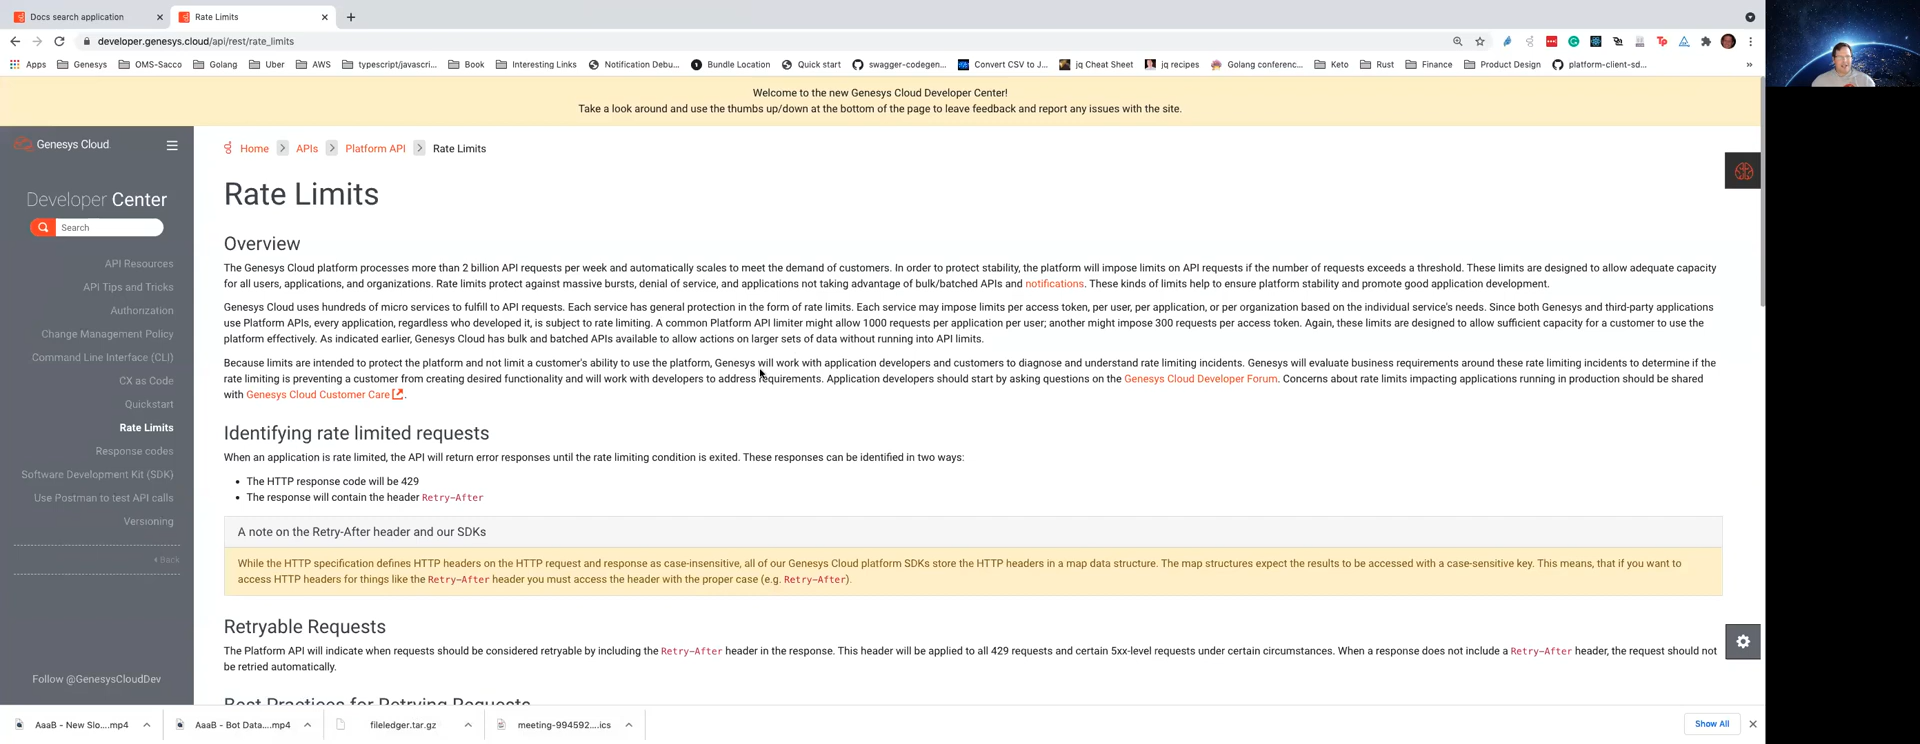 Docs search application
Rate Limits
developer.genesys.cloud/api/rest/rate_limits
Apps Genesys OMS-Sacco Golang Uber AWS typescript/javascri... Book Interesting Links Notification Debu... Bundle Location Quick start swagger-codegen... Convert CSV to J... jq Cheat Sheet jq recipes Golang conferenc... Keto Rust Finance Product Design platform-client-sd...
Welcome to the new Genesys Cloud Developer Center!
Take a look around and use the thumbs up/down at the bottom of the page to leave feedback and report any issues with the site.
Genesys Cloud
Developer Center
Search
API Resources
API Tips and Tricks
Authorization
Change Management Policy
Command Line Interface (CLI)
CX as Code
Quickstart
Rate Limits
Response codes
Software Development Kit (SDK)
Use Postman to test API calls
Versioning
Back
Follow @GenesysCloudDev
Home > APIs > Platform API > Rate Limits
Rate Limits
Overview
The Genesys Cloud platform processes more than 2 billion API requests per week and automatically scales to meet the demand of customers. In order to protect stability, the platform will impose limits on API requests if the number of requests exceeds a threshold. These limits are designed to allow adequate capacity
for all users, applications, and organizations. Rate limits protect against massive bursts, denial of service, and applications not taking advantage of bulk/batched APIs and notifications. These kinds of limits help to ensure platform stability and promote good application development.
Genesys Cloud uses hundreds of micro services to fulfill to API requests. Each service has general protection in the form of rate limits. Each service may impose limits per access token, per user, per application, or per organization based on the individual service's needs. Since both Genesys and third-party applications
use Platform APIs, every application, regardless who developed it, is subject to rate limiting. A common Platform API limiter might allow 1000 requests per application per user; another might impose 300 requests per access token. Again, these limits are designed to allow sufficient capacity for a customer to use the
platform effectively. As indicated earlier, Genesys Cloud has bulk and batched APIs available to allow actions on larger sets of data without running into API limits.
Because limits are intended to protect the platform and not limit a customer's ability to use the platform, Genesys will work with application developers and customers to diagnose and understand rate limiting incidents. Genesys will evaluate business requirements around these rate limiting incidents to determine if the
rate limiting is preventing a customer from creating desired functionality and will work with developers to address requirements. Application developers should start by asking questions on the Genesys Cloud Developer Forum. Concerns about rate limits impacting applications running in production should be shared
with Genesys Cloud Customer Care.
Identifying rate limited requests
When an application is rate limited, the API will return error responses until the rate limiting condition is exited. These responses can be identified in two ways:
• The HTTP response code will be 429
• The response will contain the header Retry-After
A note on the Retry-After header and our SDKs
While the HTTP specification defines HTTP headers on the HTTP request and response as case-insensitive, all of our Genesys Cloud platform SDKs store the HTTP headers in a map data structure. The map structures expect the results to be accessed with a case-sensitive key. This means, that if you want to
access HTTP headers for things like the Retry-After header you must access the header with the proper case (e.g. Retry-After).
Retryable Requests
The Platform API will indicate when requests should be considered retryable by including the Retry-After header in the response. This header will be applied to all 429 requests and certain 5xx-level requests under certain circumstances. When a response does not include a Retry-After header, the request should not
be retried automatically.
Best Practices for Retrying Requests
AaaB - New Slo....mp4
AaaB - Bot Data....mp4
fileledger.tar.gz
meeting-994592....ics
Show All